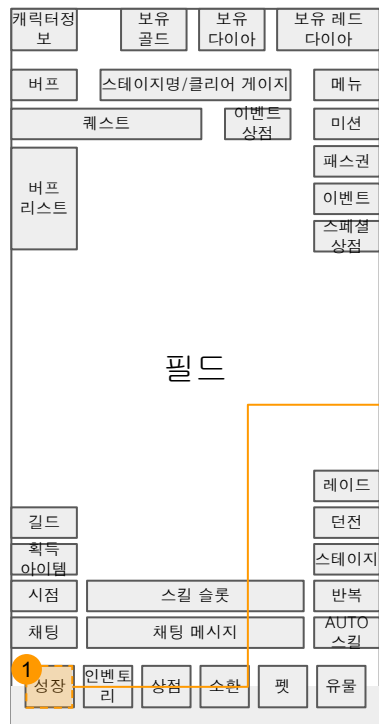 캐릭터정
보
보유
골드
보유
다이아
보유 레드
다이아
버프
스테이지명/클리어 게이지
메뉴
퀘스트
이벤트
상점
미션
버프
리스트
패스권
이벤트
스페셜
상점
필드
레이드
길드
던전
획득
아이템
스테이지
시점
스킬 슬롯
반복
채팅
채팅 메시지
AUTO
스킬
1
성장
인벤토
리
상점
소환
펫
유물